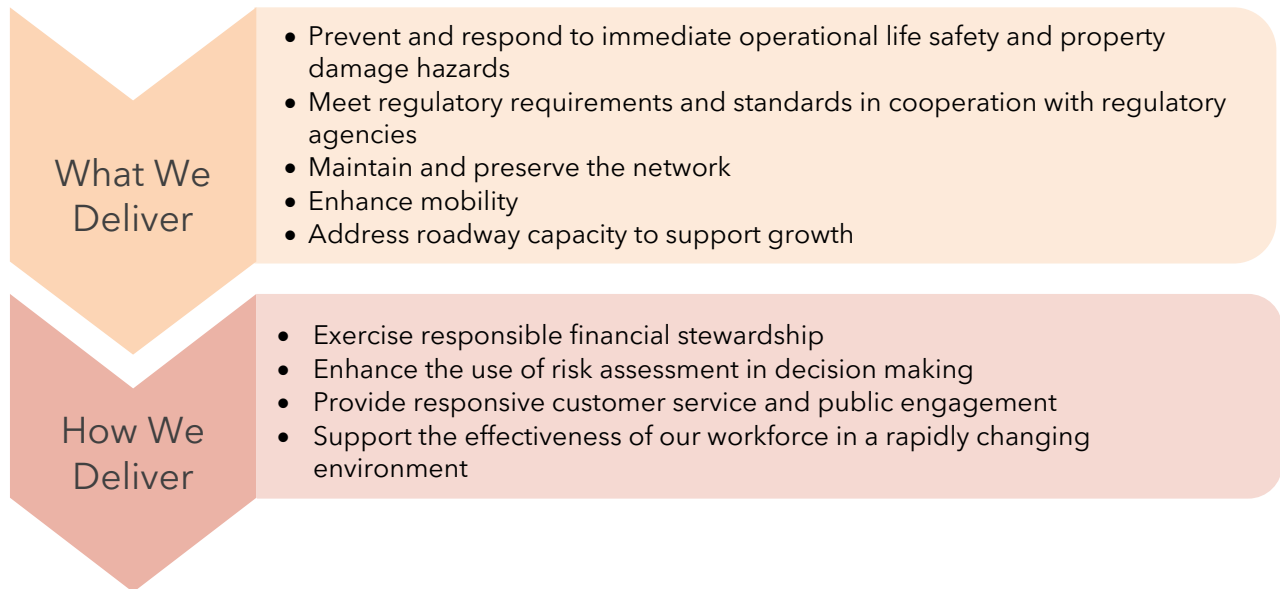 What We
Deliver
• Prevent and respond to immediate operational life safety and property
damage hazards
• Meet regulatory requirements and standards in cooperation with regulatory
agencies
• Maintain and preserve the network
• Enhance mobility
• Address roadway capacity to support growth
How We
Deliver
• Exercise responsible financial stewardship
• Enhance the use of risk assessment in decision making
• Provide responsive customer service and public engagement
• Support the effectiveness of our workforce in a rapidly changing
environment